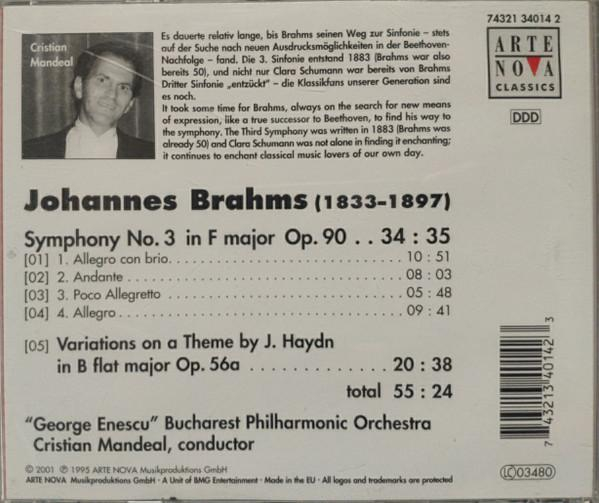 74321 34014 2
Cristian
Mandeal
Es dauerte relativ lange, bis Brahms seinen Weg zur Sinfonie – stets
auf der Suche nach neuen Ausdrucksmöglichkeiten in der Beethoven-
Nachfolge – fand. Die 3. Sinfonie entstand 1883 (Brahms war also
bereits 50), und nicht nur Clara Schumann war bereits von Brahms
Dritter Sinfonie „entzückt“ – die Klassikfans unserer Generation sind
es noch.
It took some time for Brahms, always on the search for new means
of expression, like a true successor to Beethoven, to find his way to
the symphony. The Third Symphony was written in 1883 (Brahms was
already 50) and Clara Schumann was not alone in finding it enchanting;
it continues to enchant classical music lovers of our own day.
ARTE
NOVA
CLASSICS
DDD
Johannes Brahms (1833–1897)
Symphony No. 3 in F major Op. 90 . . 34 : 35
[01] 1. Allegro con brio. . . . . . . . . . . . . . . . . . . . . . . . . . . . 10 : 51
[02] 2. Andante . . . . . . . . . . . . . . . . . . . . . . . . . . . . . . . . . 08 : 03
[03] 3. Poco Allegretto . . . . . . . . . . . . . . . . . . . . . . . . . . . . 05 : 48
[04] 4. Allegro . . . . . . . . . . . . . . . . . . . . . . . . . . . . . . . . . . 09 : 41
[05] Variations on a Theme by J. Haydn
in B flat major Op. 56a . . . . . . . . . . . . 20 : 38
total 55 : 24
"George Enescu" Bucharest Philharmonic Orchestra
Cristian Mandeal, conductor
7 43213 40142 3
© 2001 ℗ 1995 ARTE NOVA Musikproduktions GmbH
ARTE NOVA Musikproduktions GmbH · A Unit of BMG Entertainment · Made in the EU · All logos and trademarks are protected
LC 03480